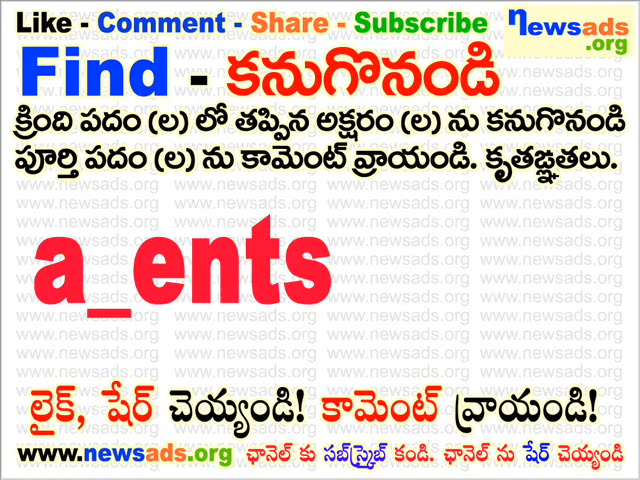 Like - Comment - Share - Subscribe
newsads
.org
Find - కనుగొనండి
క్రింది పదం (ల) లో తప్పిన అక్షరం (ల) ను కనుగొనండి
పూర్తి పదం (ల) ను కామెంట్ వ్రాయండి. కృతఙ్ఞతలు.
a_ents
లైక్, షేర్ చెయ్యండి! కామెంట్ వ్రాయండి!
www.newsads.org ఛానెల్ కు సబ్‌స్క్రైబ్ కండి. ఛానెల్ ను షేర్ చెయ్యండి